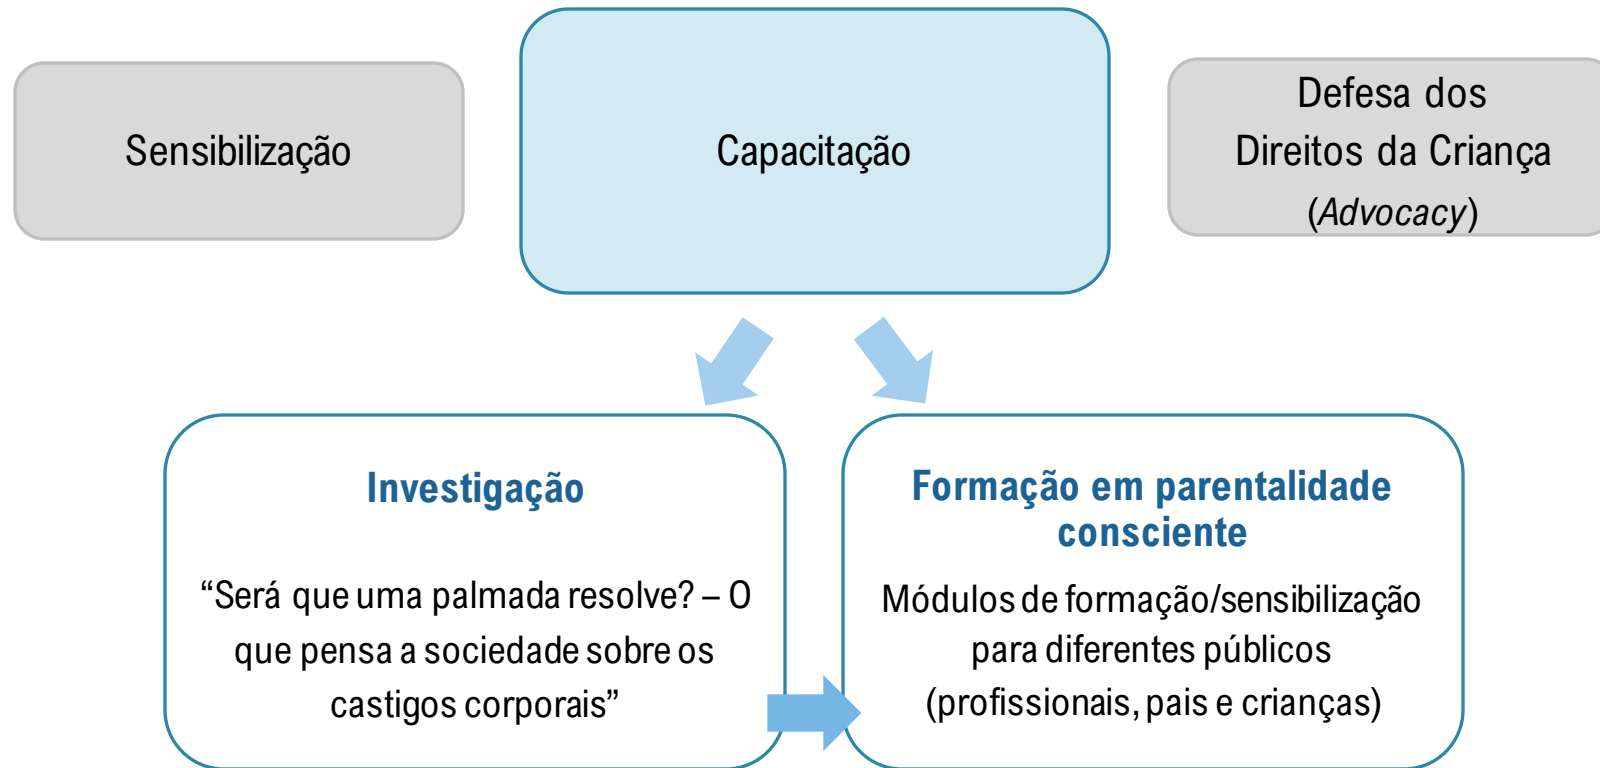 Sensibilização
Capacitação
Defesa dos
Direitos da Criança
(Advocacy)
Investigação
“Será que uma palmada resolve? – O
que pensa a sociedade sobre os
castigos corporais”
Formação em parentalidade
consciente
Módulos de formação/sensibilização
para diferentes públicos
(profissionais, pais e crianças)